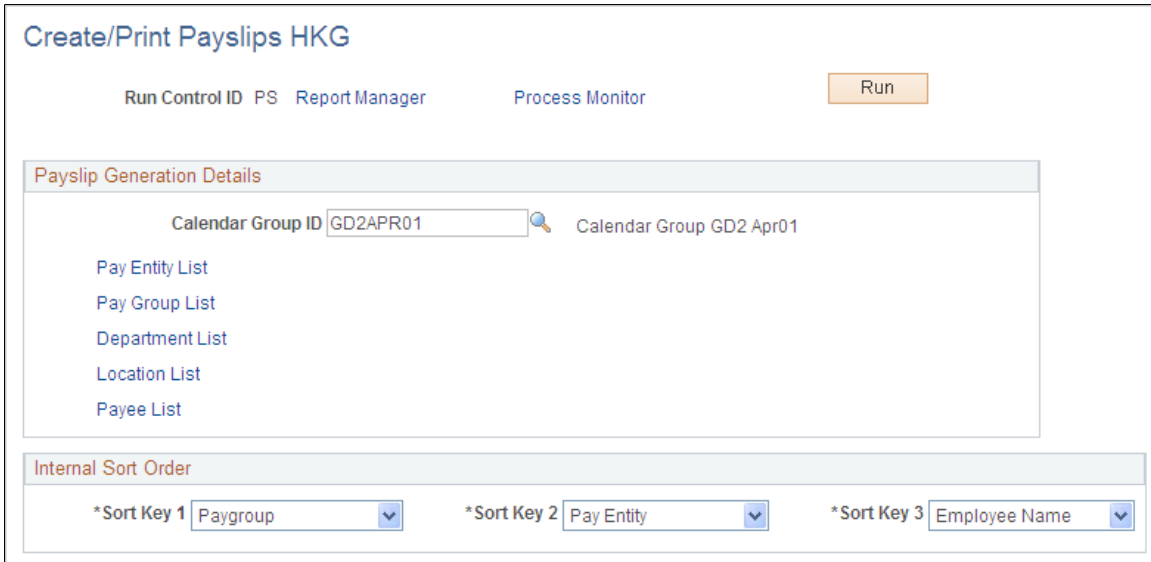 Create/Print Payslips HKG
Run Control ID PS Report Manager Process Monitor Run
Payslip Generation Details
Calendar Group ID GD2APR01 Calendar Group GD2 Apr01
Pay Entity List
Pay Group List
Department List
Location List
Payee List
Internal Sort Order
*Sort Key 1 Paygroup *Sort Key 2 Pay Entity *Sort Key 3 Employee Name